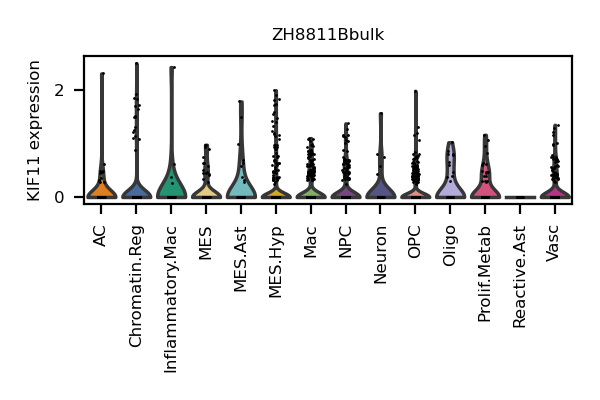 ZH8811Bbulk
KIF11 expression
2
0
AC
Chromatin.Reg
Inflammatory.Mac
MES
MES.Ast
MES.Hyp
Mac
NPC
Neuron
OPC
Oligo
Prolif.Metab
Reactive.Ast
Vasc